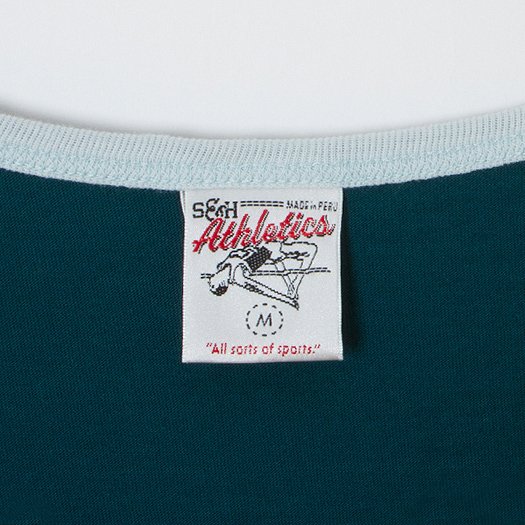 S&H MADE in PERU
Athletics
M
"All sorts of sports."